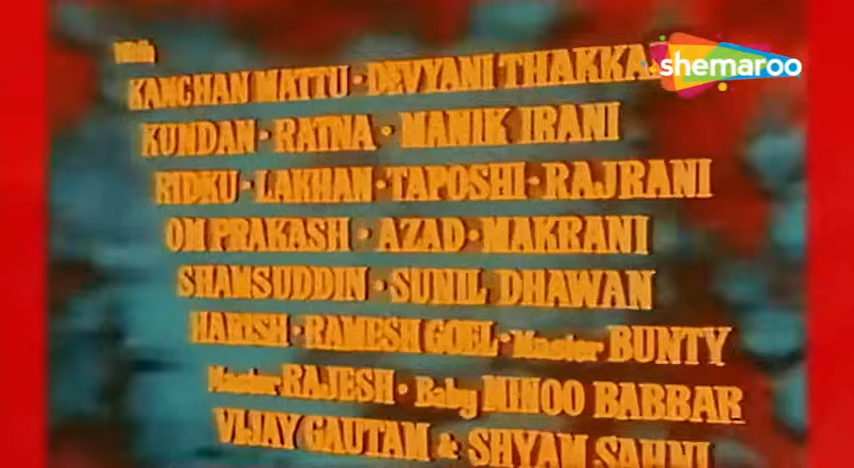 With
shemaroo
KANCHAN MATTU · DEVYANI THAKKA
KUNDAN · RATNA · MANIK IRANI
RIDKU · LAKHAN · TAPOSHI · RAJRANI
OM PRAKASH · AZAD · MAKRANI
SHAMSUDDIN · SUNIL DHAWAN
HARISH · RAMESH GOEL · Master BUNTY
Master RAJESH · Baby MINOO BABBAR
VIJAY GAUTAM & SHYAM SAHNI